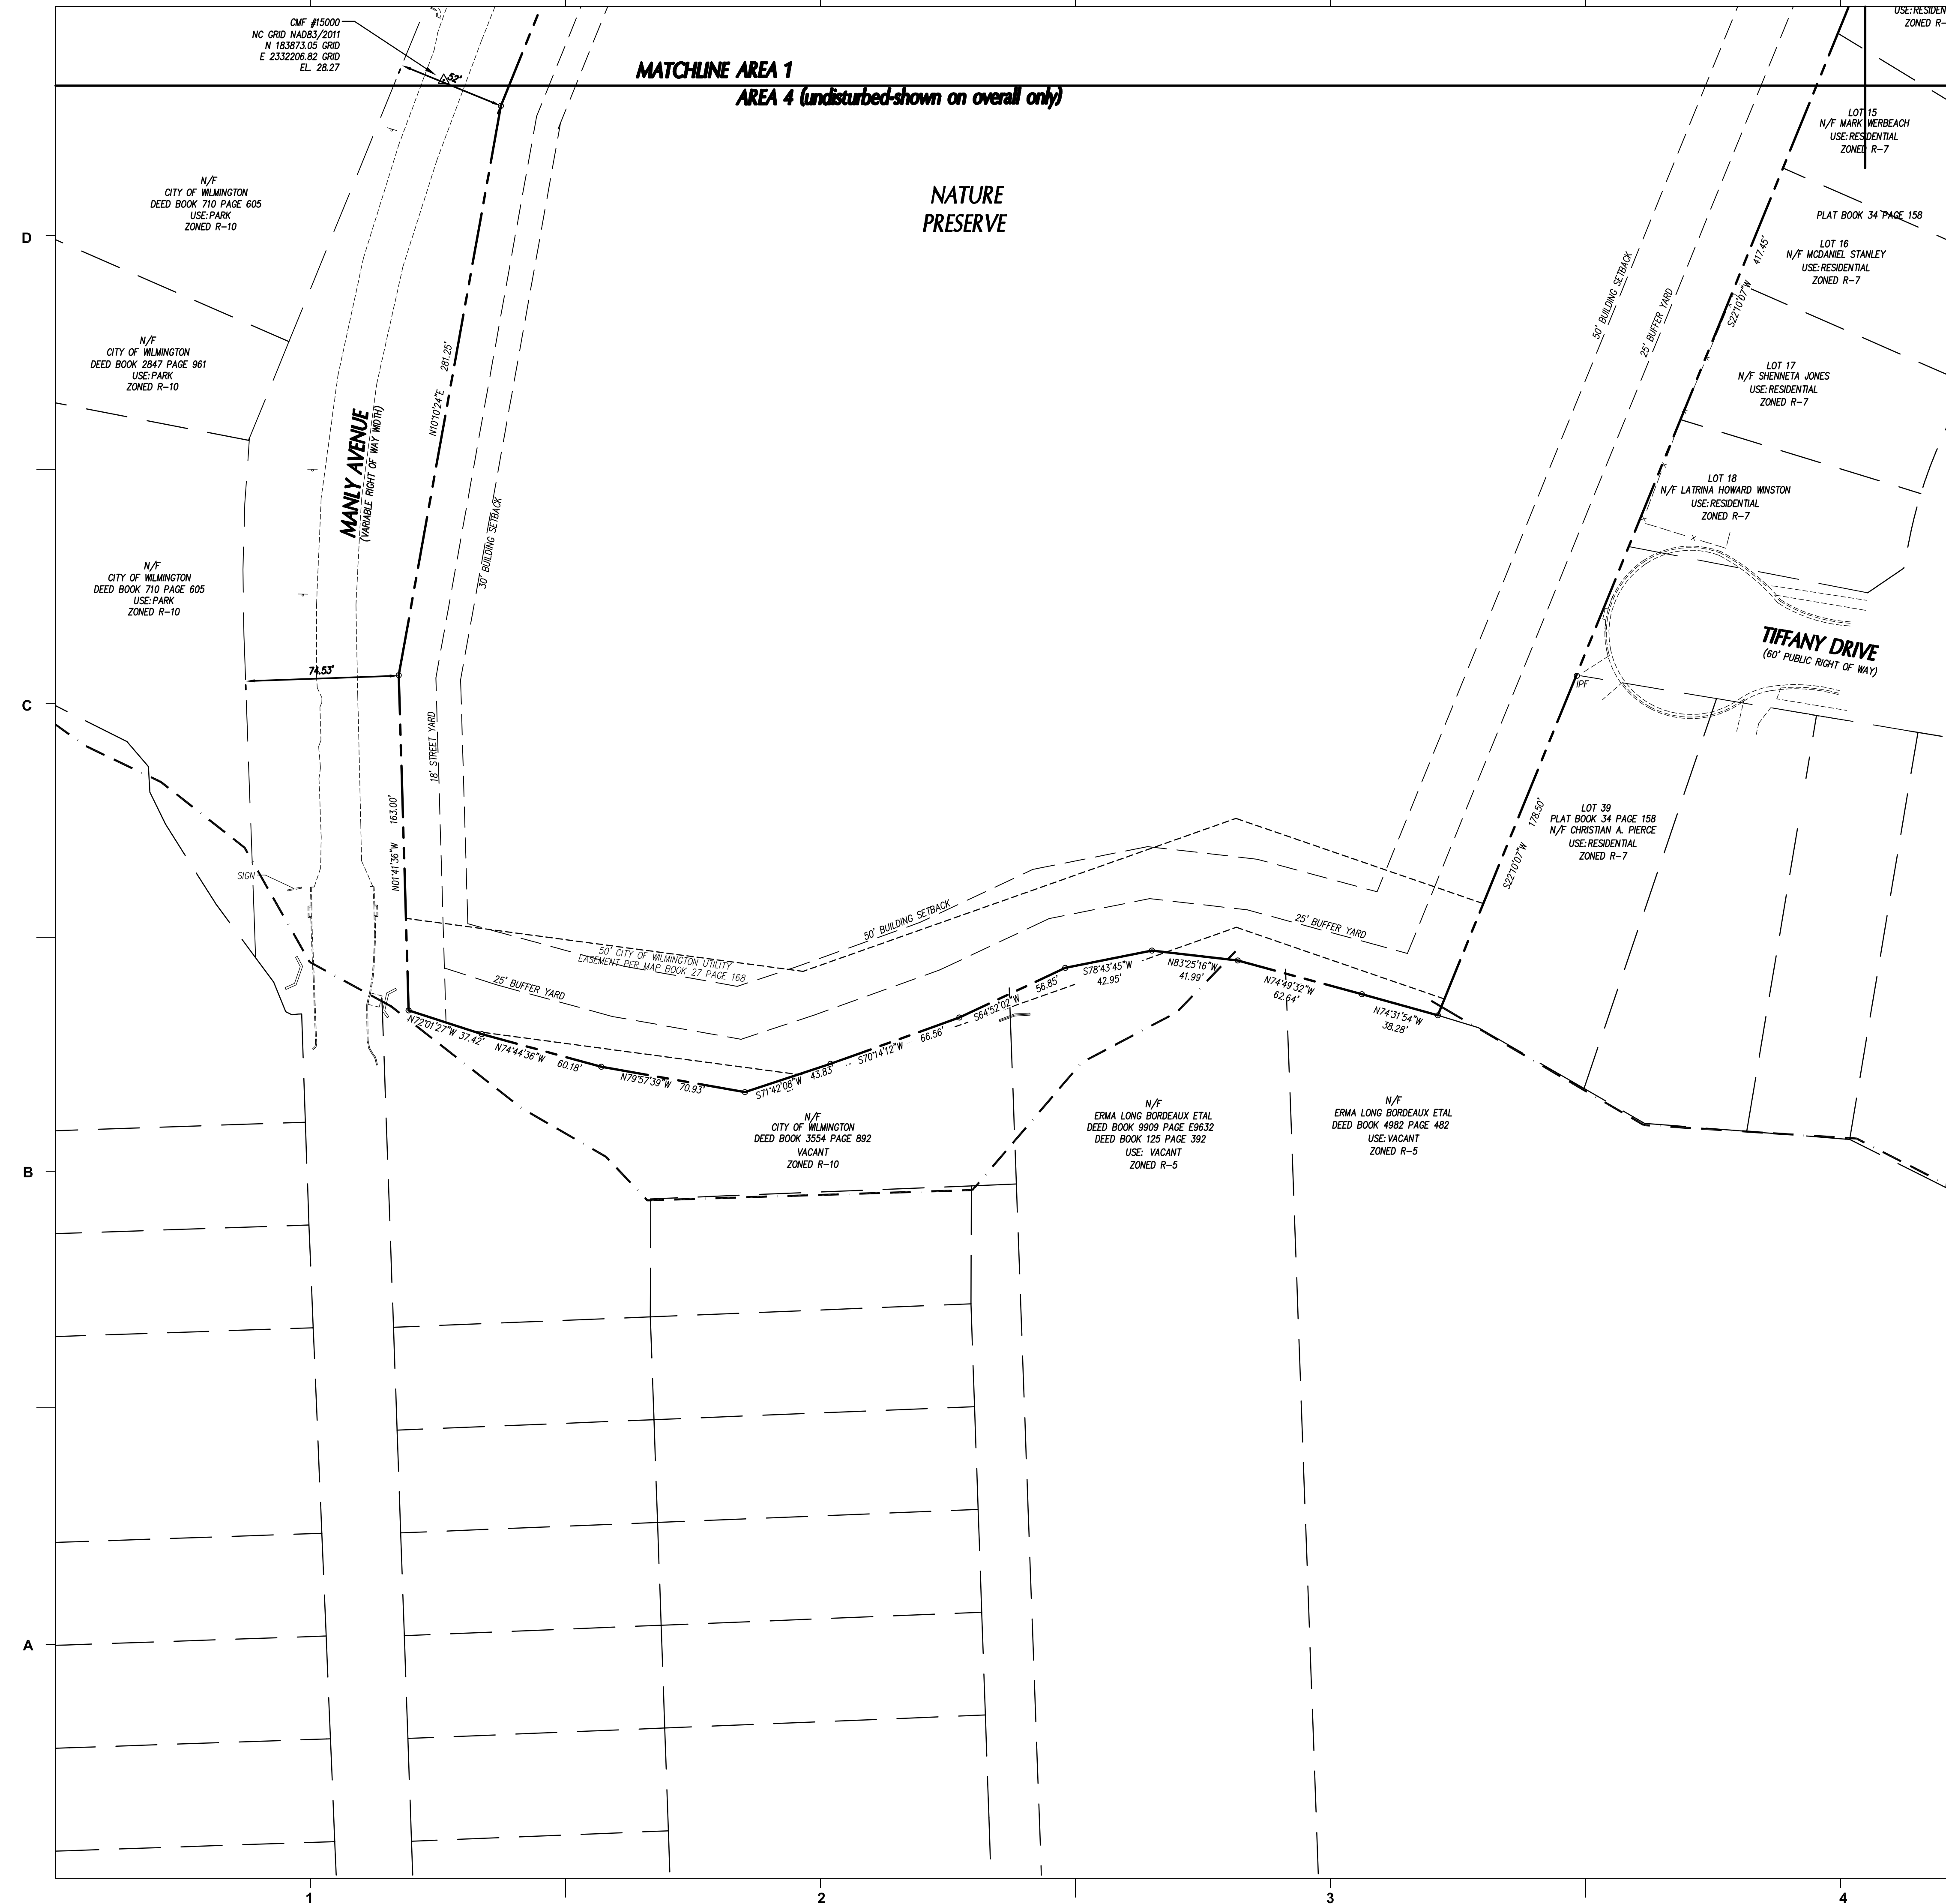 CMF #15000
NC GRID NAD83/2011
N 183873.05 GRID
E 2332206.82 GRID
EL. 28.27
52'
MATCHLINE AREA 1
AREA 4 (undisturbed-shown on overall only)
USE:RESIDEN
ZONED R-
LOT 15
N/F MARK WERBEACH
USE:RESIDENTIAL
ZONED R-7
NATURE
PRESERVE
N/F
CITY OF WILMINGTON
DEED BOOK 710 PAGE 605
USE:PARK
ZONED R-10
D
PLAT BOOK 34 PAGE 158
LOT 16
N/F MCDANIEL STANLEY
USE:RESIDENTIAL
ZONED R-7
417.45'
S22°10'07"W
50' BUILDING SETBACK
25' BUFFER YARD
N/F
CITY OF WILMINGTON
DEED BOOK 2847 PAGE 961
USE:PARK
ZONED R-10
N10°10'24"E 281.25'
LOT 17
N/F SHENNETA JONES
USE:RESIDENTIAL
ZONED R-7
MANLY AVENUE
(VARIABLE RIGHT OF WAY WIDTH)
30' BUILDING SETBACK
LOT 18
N/F LATRINA HOWARD WINSTON
USE:RESIDENTIAL
ZONED R-7
N/F
CITY OF WILMINGTON
DEED BOOK 710 PAGE 605
USE:PARK
ZONED R-10
TIFFANY DRIVE
(60' PUBLIC RIGHT OF WAY)
74.53'
IPF
C
18' STREET YARD
N01°41'36"W 163.00'
S22°10'07"W 178.50'
LOT 39
PLAT BOOK 34 PAGE 158
N/F CHRISTIAN A. PIERCE
USE:RESIDENTIAL
ZONED R-7
SIGN
50' BUILDING SETBACK
25' BUFFER YARD
50' CITY OF WILMINGTON UTILITY
EASEMENT PER MAP BOOK 27 PAGE 168
25' BUFFER YARD
N72°01'27"W 37.42'
N74°44'36"W 60.18'
N79°57'39"W 70.93'
S71°42'08"W 43.83'
S70°14'12"W 66.56'
S64°52'02"W 56.85'
S78°43'45"W
42.95'
N83°25'16"W
41.99'
N74°49'32"W
62.64'
N74°31'54"W
38.28'
N/F
CITY OF WILMINGTON
DEED BOOK 3554 PAGE 892
VACANT
ZONED R-10
N/F
ERMA LONG BORDEAUX ETAL
DEED BOOK 9909 PAGE E9632
DEED BOOK 125 PAGE 392
USE: VACANT
ZONED R-5
N/F
ERMA LONG BORDEAUX ETAL
DEED BOOK 4982 PAGE 482
USE:VACANT
ZONED R-5
B
A
1
2
3
4